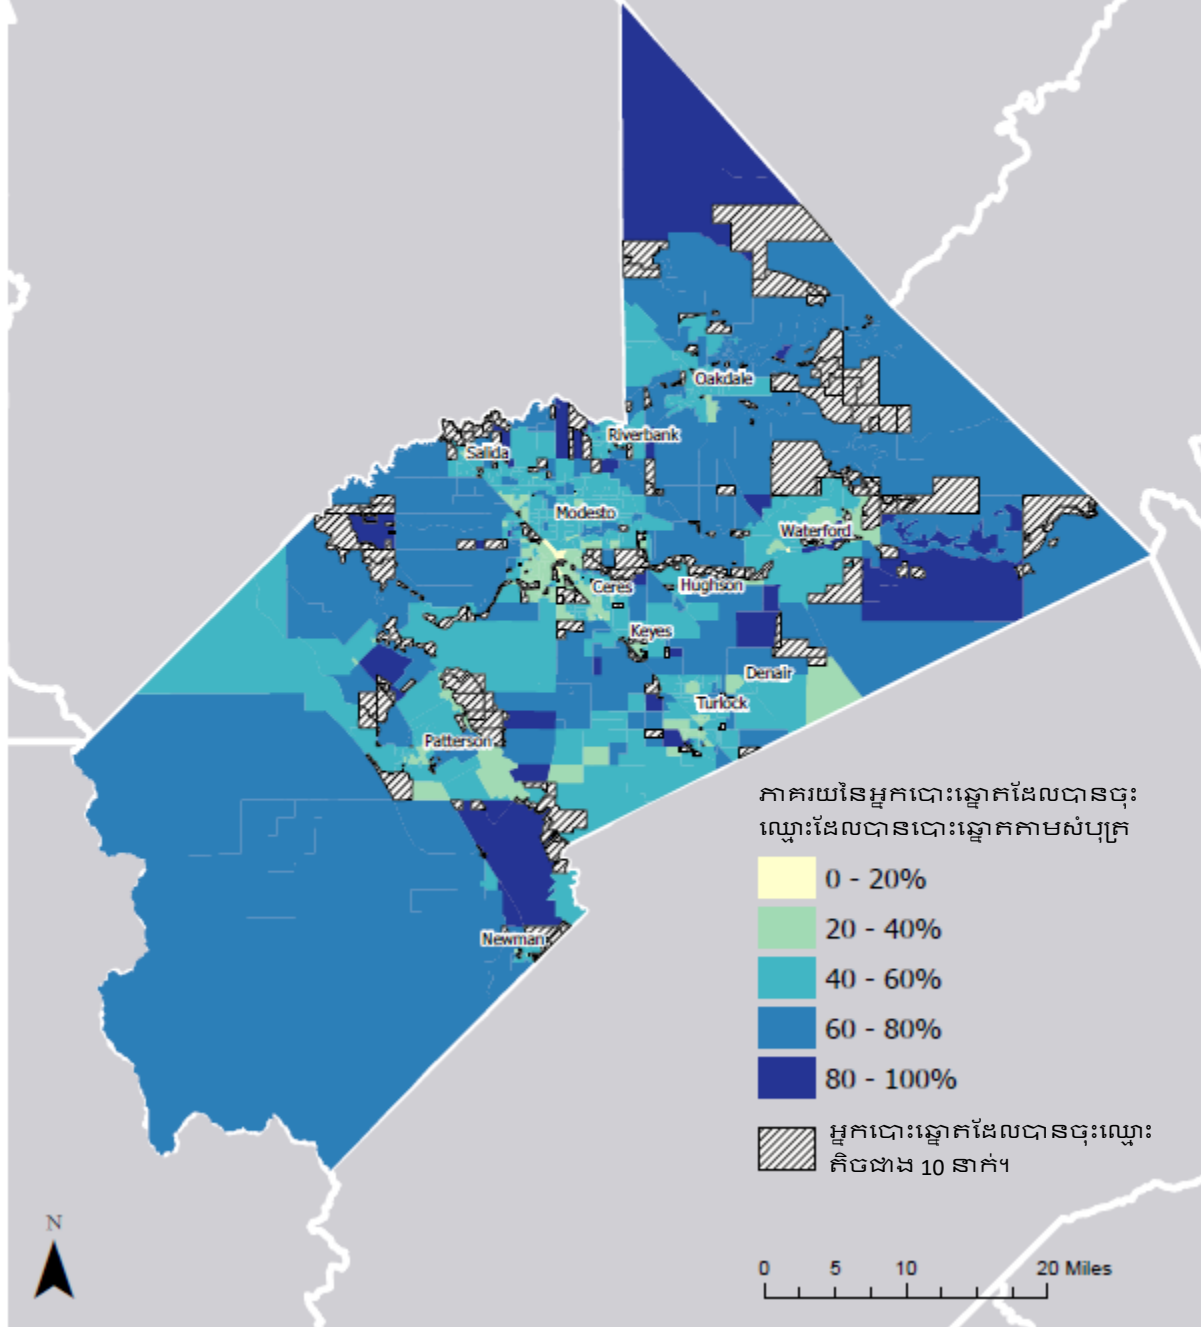 Oakdale
Riverbank
Salida
Modesto
Waterford
Ceres
Hughson
Keyes
Denair
Turlock
Patterson
Newman
ភាគរយនៃអ្នកបោះឆ្នោតដែលបានចុះ
ឈ្មោះដែលបានបោះឆ្នោតតាមសំបុត្រ
0 - 20%
20 - 40%
40 - 60%
60 - 80%
80 - 100%
អ្នកបោះឆ្នោតដែលបានចុះឈ្មោះ
តិចជាង 10 នាក់។
N
0 5 10 20 Miles